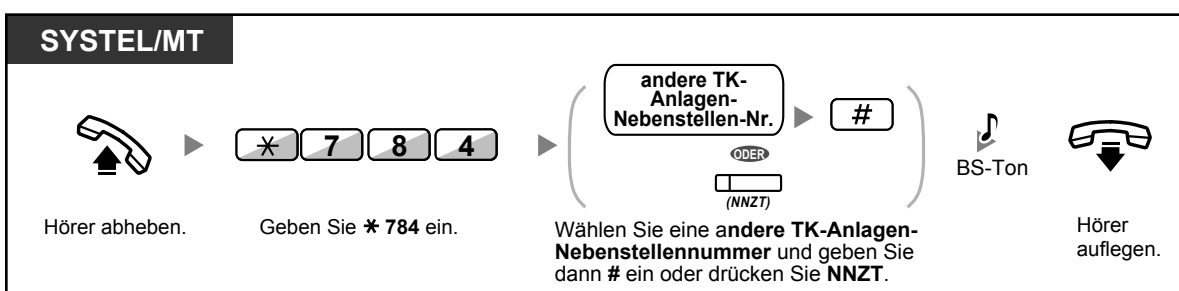 SYSTEL/MT
andere TK-
Anlagen-
Nebenstellen-Nr.
#
* 7 8 4
ODER
(NNZT)
BS-Ton
Hörer abheben.
Geben Sie * 784 ein.
Wählen Sie eine andere TK-Anlagen-
Nebenstellennummer und geben Sie
dann # ein oder drücken Sie NNZT.
Hörer
auflegen.